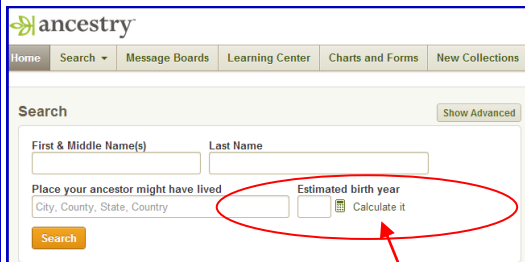 ancestry
Home Search Message Boards Learning Center Charts and Forms New Collections
Search Show Advanced
First & Middle Name(s) Last Name
Place your ancestor might have lived Estimated birth year
City, County, State, Country Calculate it
Search